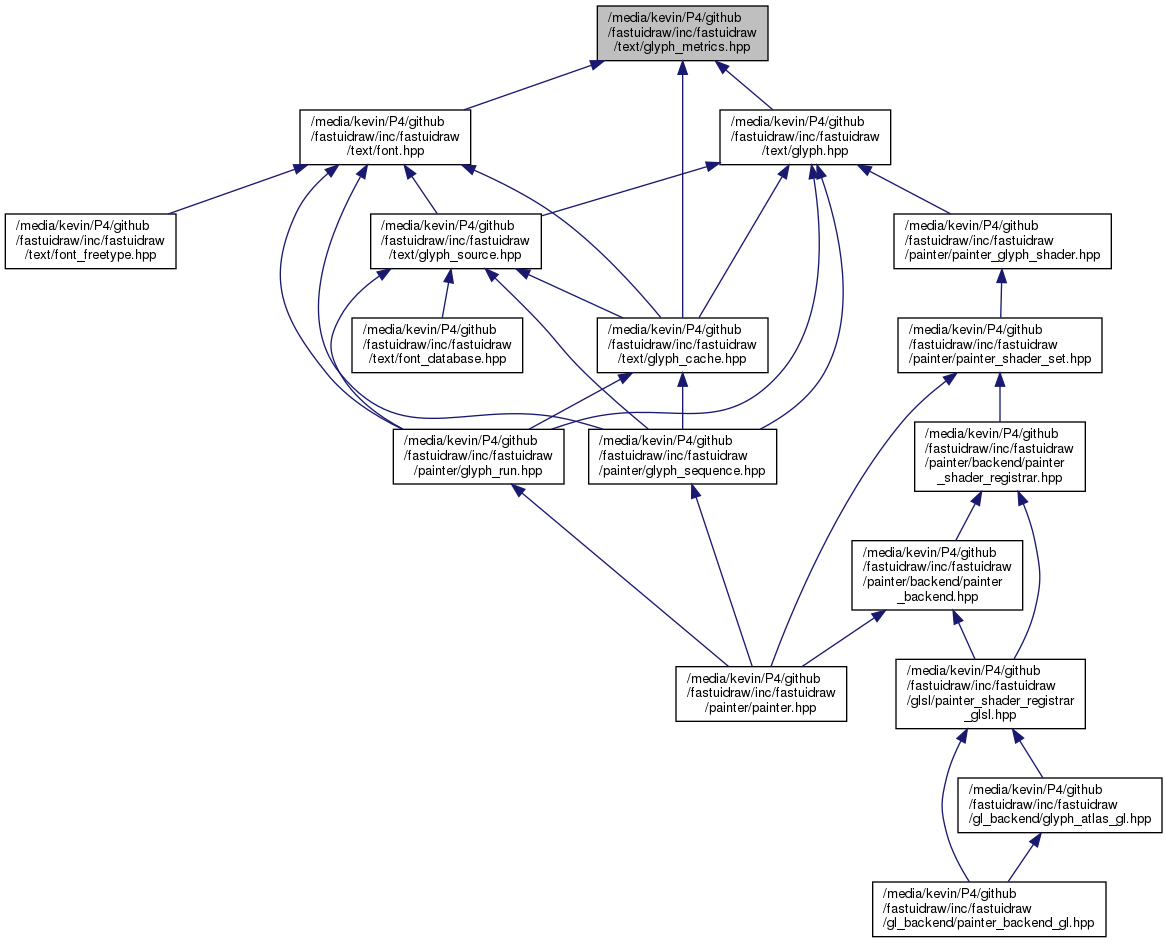 /media/kevin/P4/github
/fastuidraw/inc/fastuidraw
/text/glyph_metrics.hpp
/media/kevin/P4/github
/fastuidraw/inc/fastuidraw
/text/font.hpp
/media/kevin/P4/github
/fastuidraw/inc/fastuidraw
/text/glyph.hpp
/media/kevin/P4/github
/fastuidraw/inc/fastuidraw
/text/font_freetype.hpp
/media/kevin/P4/github
/fastuidraw/inc/fastuidraw
/text/glyph_source.hpp
/media/kevin/P4/github
/fastuidraw/inc/fastuidraw
/painter/painter_glyph_shader.hpp
/media/kevin/P4/github
/fastuidraw/inc/fastuidraw
/text/font_database.hpp
/media/kevin/P4/github
/fastuidraw/inc/fastuidraw
/text/glyph_cache.hpp
/media/kevin/P4/github
/fastuidraw/inc/fastuidraw
/painter/painter_shader_set.hpp
/media/kevin/P4/github
/fastuidraw/inc/fastuidraw
/painter/glyph_run.hpp
/media/kevin/P4/github
/fastuidraw/inc/fastuidraw
/painter/glyph_sequence.hpp
/media/kevin/P4/github
/fastuidraw/inc/fastuidraw
/painter/backend/painter
_shader_registrar.hpp
/media/kevin/P4/github
/fastuidraw/inc/fastuidraw
/painter/backend/painter
_backend.hpp
/media/kevin/P4/github
/fastuidraw/inc/fastuidraw
/painter/painter.hpp
/media/kevin/P4/github
/fastuidraw/inc/fastuidraw
/glsl/painter_shader_registrar
_glsl.hpp
/media/kevin/P4/github
/fastuidraw/inc/fastuidraw
/gl_backend/glyph_atlas_gl.hpp
/media/kevin/P4/github
/fastuidraw/inc/fastuidraw
/gl_backend/painter_backend_gl.hpp